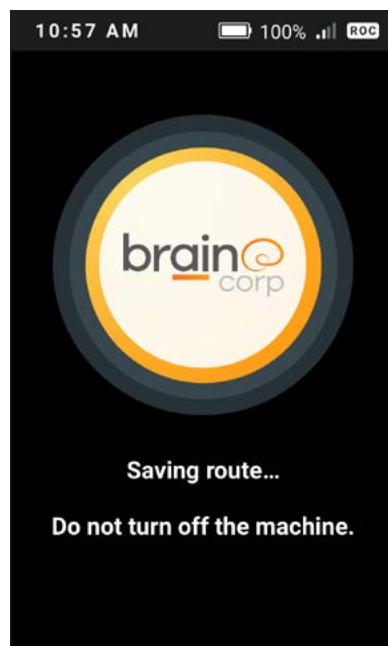 10:57 AM 100% ROC
brain
corp
Saving route…
Do not turn off the machine.